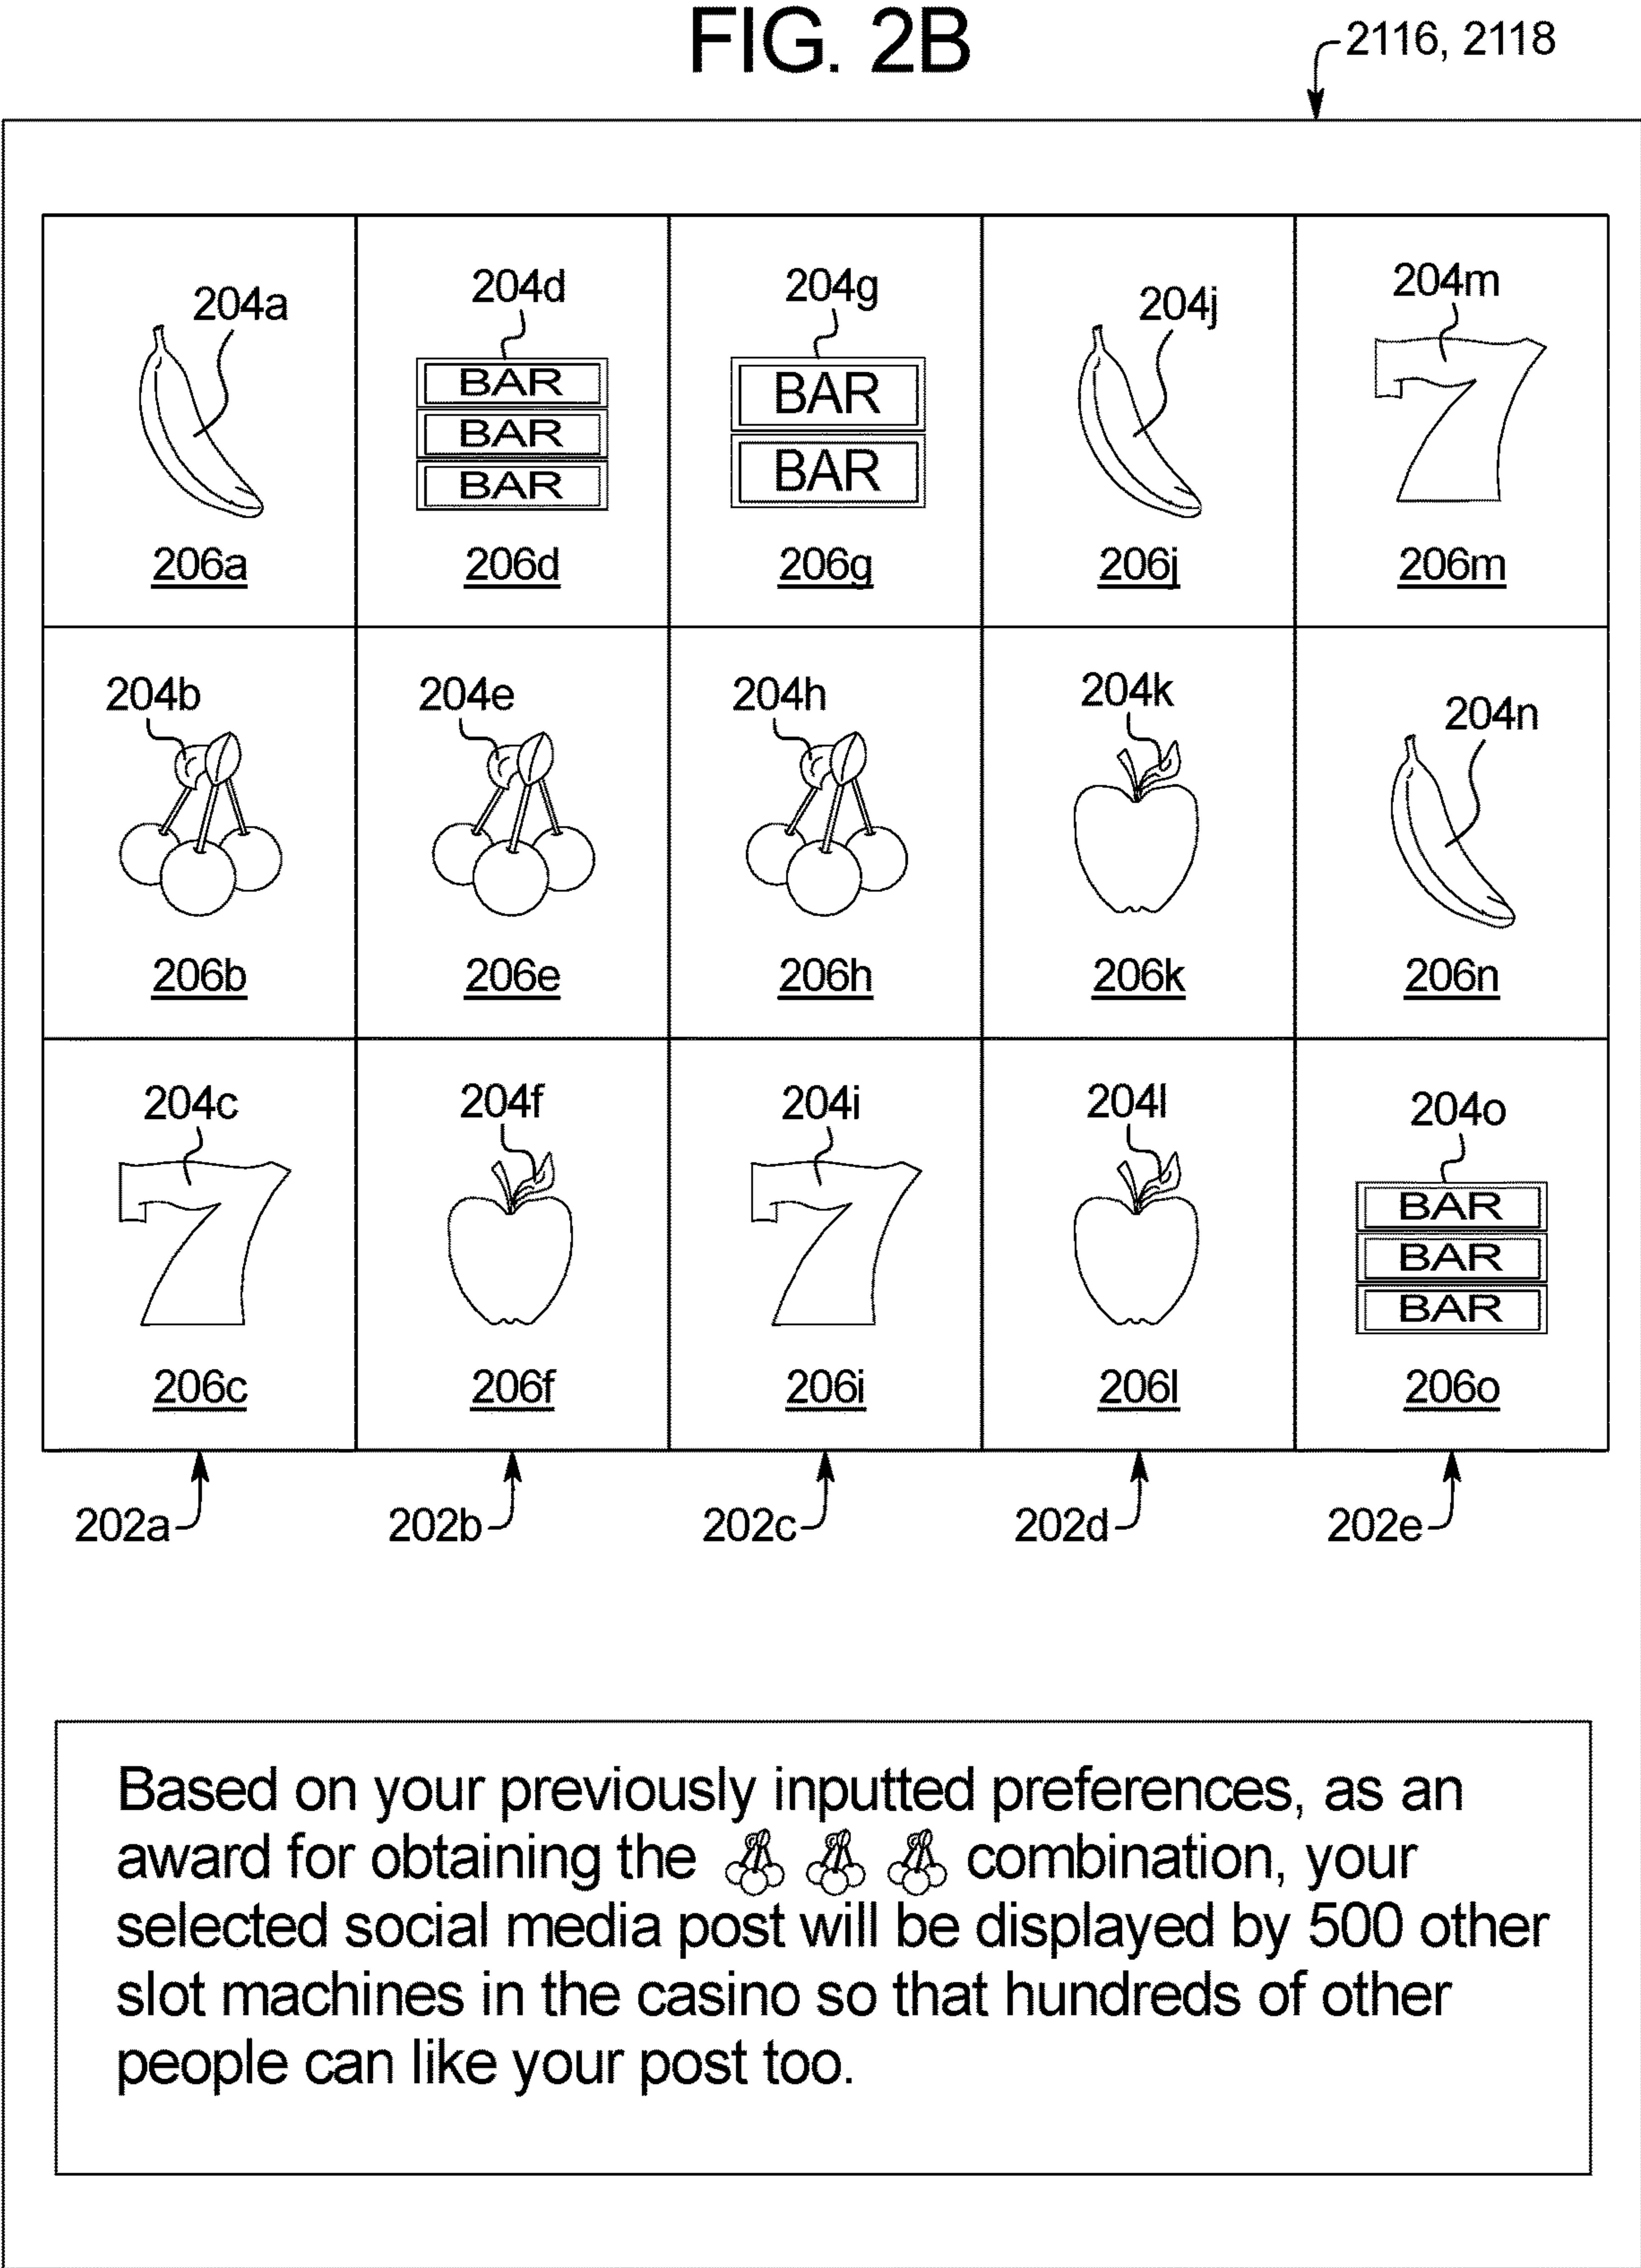 FIG. 2B
2116, 2118
204a
204d
204g
204j
204m
BAR
BAR
BAR
BAR
BAR
7
206a
206d
206g
206j
206m
204b
204e
204h
204k
204n
206b
206e
206h
206k
206n
204c
204f
204i
204l
204o
7
7
BAR
BAR
BAR
206c
206f
206i
206l
206o
202a
202b
202c
202d
202e
Based on your previously inputted preferences, as an
award for obtaining the combination, your
selected social media post will be displayed by 500 other
slot machines in the casino so that hundreds of other
people can like your post too.